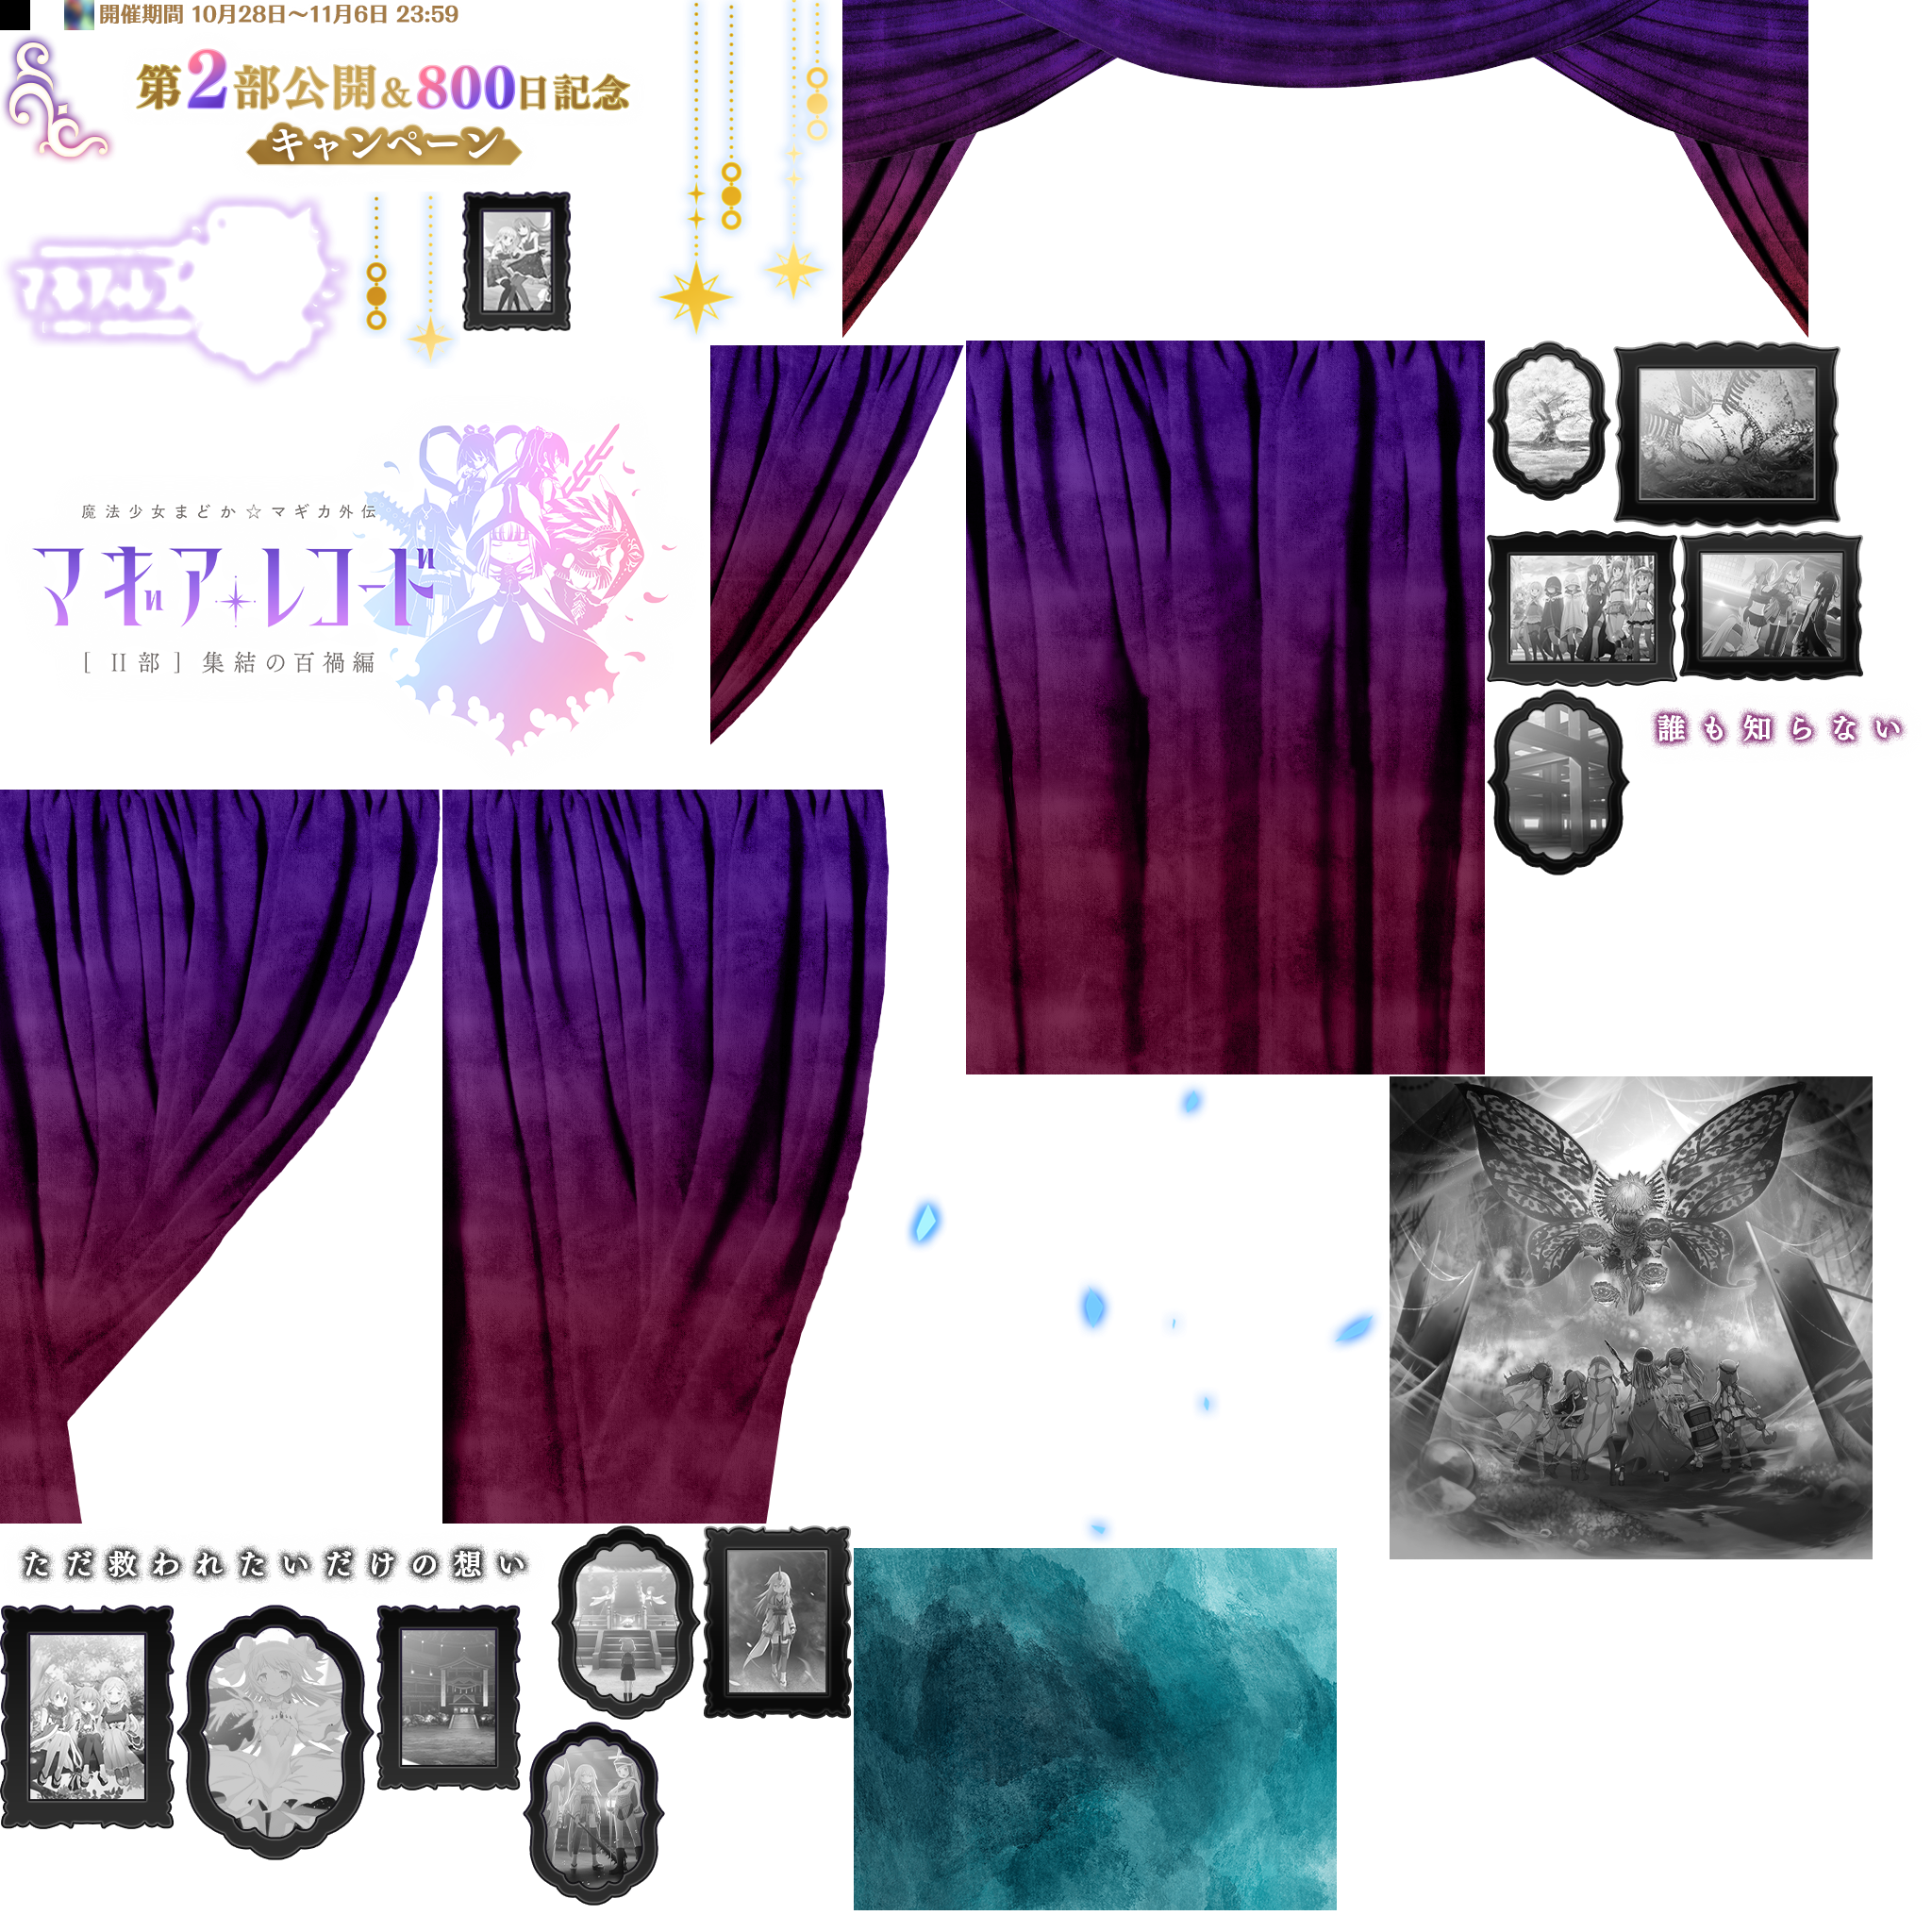 開催期間 10月28日〜11月6日 23:59
第2部公開&800日記念
キャンペーン
魔法少女まどか☆マギカ外伝
マギア・レコード
[ II部 ] 集結の百禍編
誰も知らない
ただ救われたいだけの想い